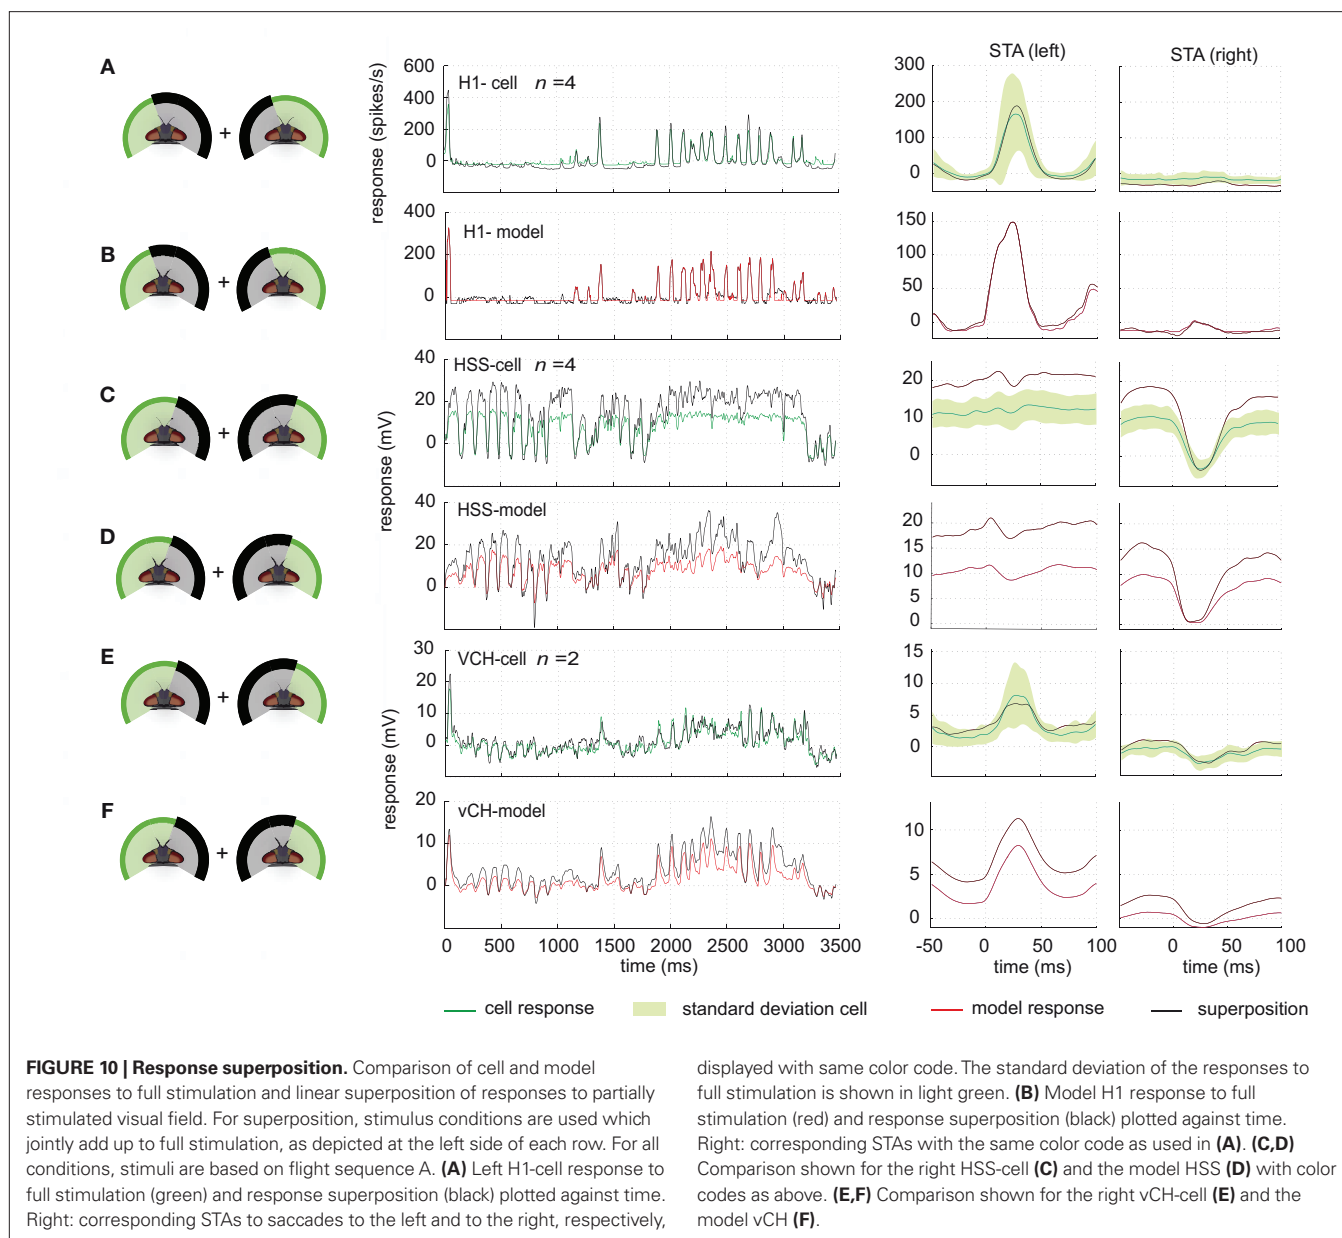 STA (left)
STA (right)
A
response (spikes/s)
600
400
200
0
H1- cell n=4
300
200
100
0
B
400
200
0
H1- model
150
100
50
0
C
response (mV)
40
20
0
HSS-cell n=4
20
10
0
D
40
20
0
HSS-model
20
15
10
5
0
E
response (mV)
30
20
10
0
VCH-cell n=2
15
10
5
0
F
20
10
0
vCH-model
10
5
0
0 500 1000 1500 2000 2500 3000 3500
time (ms)
-50 0 50 100
time (ms)
0 50 100
time (ms)
+
+
+
+
+
+
cell response
standard deviation cell
model response
superposition
FIGURE 10 | Response superposition. Comparison of cell and model
responses to full stimulation and linear superposition of responses to partially
stimulated visual field. For superposition, stimulus conditions are used which
jointly add up to full stimulation, as depicted at the left side of each row. For all
conditions, stimuli are based on flight sequence A. (A) Left H1-cell response to
full stimulation (green) and response superposition (black) plotted against time.
Right: corresponding STAs to saccades to the left and to the right, respectively,
displayed with same color code. The standard deviation of the responses to
full stimulation is shown in light green. (B) Model H1 response to full
stimulation (red) and response superposition (black) plotted against time.
Right: corresponding STAs with the same color code as used in (A). (C,D)
Comparison shown for the right HSS-cell (C) and the model HSS (D) with color
codes as above. (E,F) Comparison shown for the right vCH-cell (E) and the
model vCH (F).